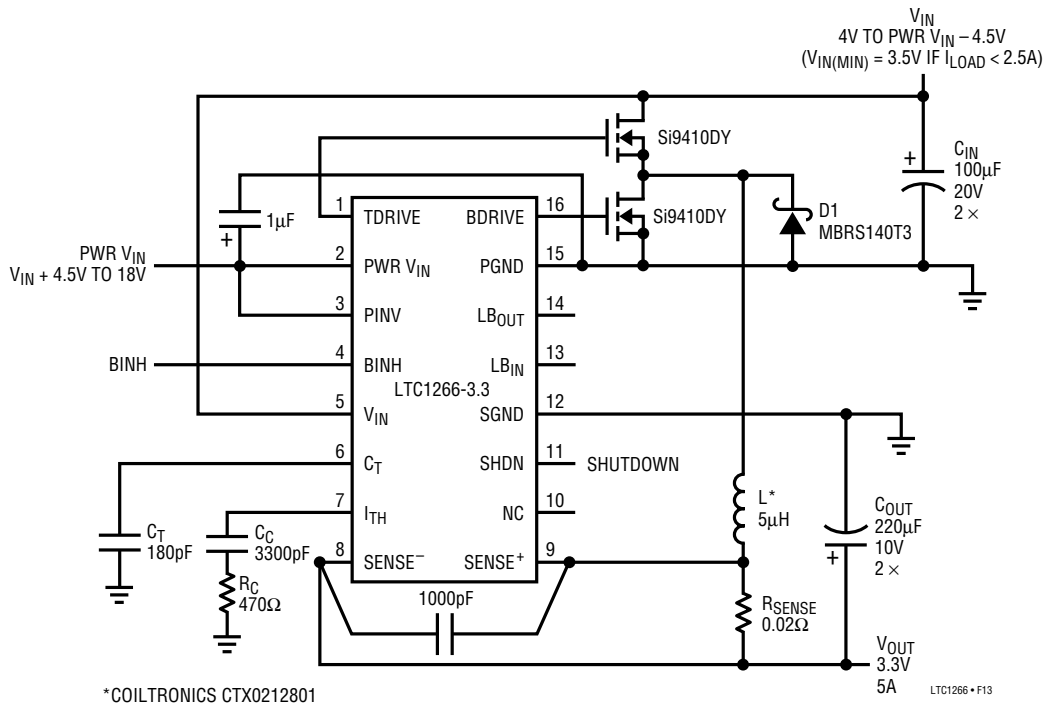 V_IN
4V TO PWR V_IN – 4.5V
(V_IN(MIN) = 3.5V IF I_LOAD < 2.5A)
Si9410DY
+
C_IN
100μF
20V
2 ×
1μF
+
1
TDRIVE
BDRIVE
16
Si9410DY
D1
MBRS140T3
PWR V_IN
V_IN + 4.5V TO 18V
2
PWR V_IN
PGND
15
3
PINV
LB_OUT
14
BINH
4
BINH
LB_IN
13
LTC1266-3.3
5
V_IN
SGND
12
6
C_T
SHDN
11
SHUTDOWN
7
I_TH
NC
10
8
SENSE⁻
SENSE⁺
9
C_T
180pF
C_C
3300pF
R_C
470Ω
1000pF
L*
5μH
C_OUT
220μF
10V
2 ×
+
R_SENSE
0.02Ω
V_OUT
3.3V
5A
*COILTRONICS CTX0212801
LTC1266 • F13